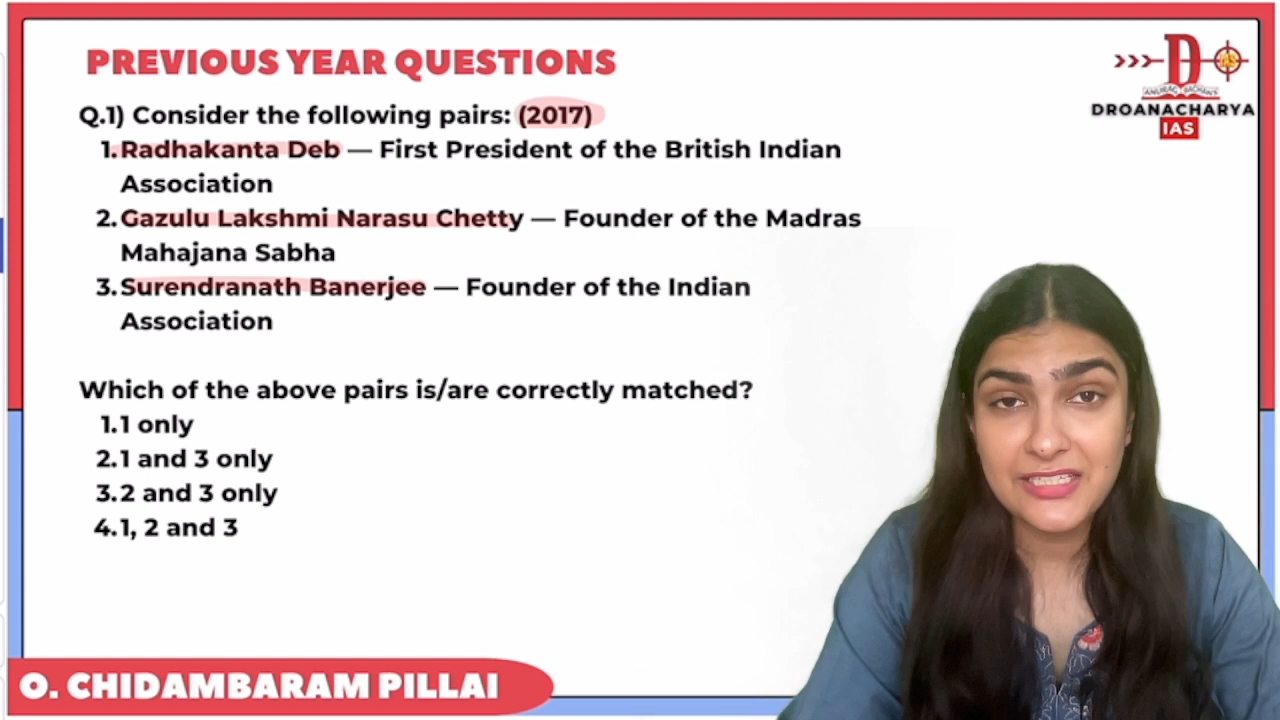 PREVIOUS YEAR QUESTIONS
Q.1) Consider the following pairs: (2017)
1. Radhakanta Deb — First President of the British Indian
Association
2. Gazulu Lakshmi Narasu Chetty — Founder of the Madras
Mahajana Sabha
3. Surendranath Banerjee — Founder of the Indian
Association
Which of the above pairs is/are correctly matched?
1. 1 only
2. 1 and 3 only
3. 2 and 3 only
4. 1, 2 and 3
D
ANURAG BACHAN'S
DROANACHARYA
IAS
O. CHIDAMBARAM PILLAI